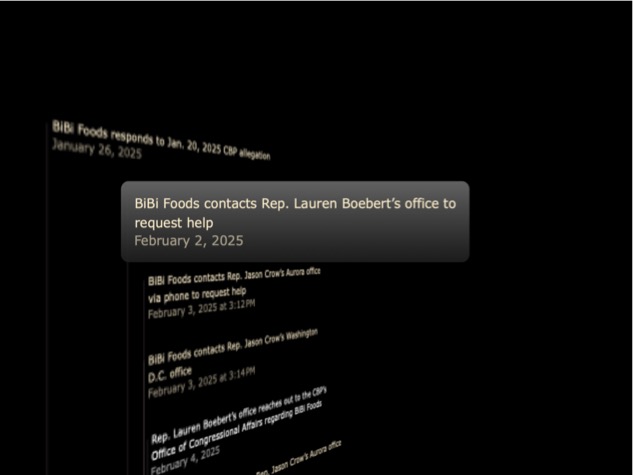 BiBi Foods responds to Jan. 20, 2025 CBP allegation
January 26, 2025
BiBi Foods contacts Rep. Lauren Boebert’s office to
request help
February 2, 2025
BiBi Foods contacts Rep. Jason Crow’s Aurora office
via phone to request help
February 3, 2025 at 3:12PM
BiBi Foods contacts Rep. Jason Crow’s Washington
D.C. office
February 3, 2025 at 3:14PM
Rep. Lauren Boebert’s office reaches out to the CBP’s
Office of Congressional Affairs regarding BiBi Foods
February 4, 2025
Rep. Jason Crow’s Aurora office